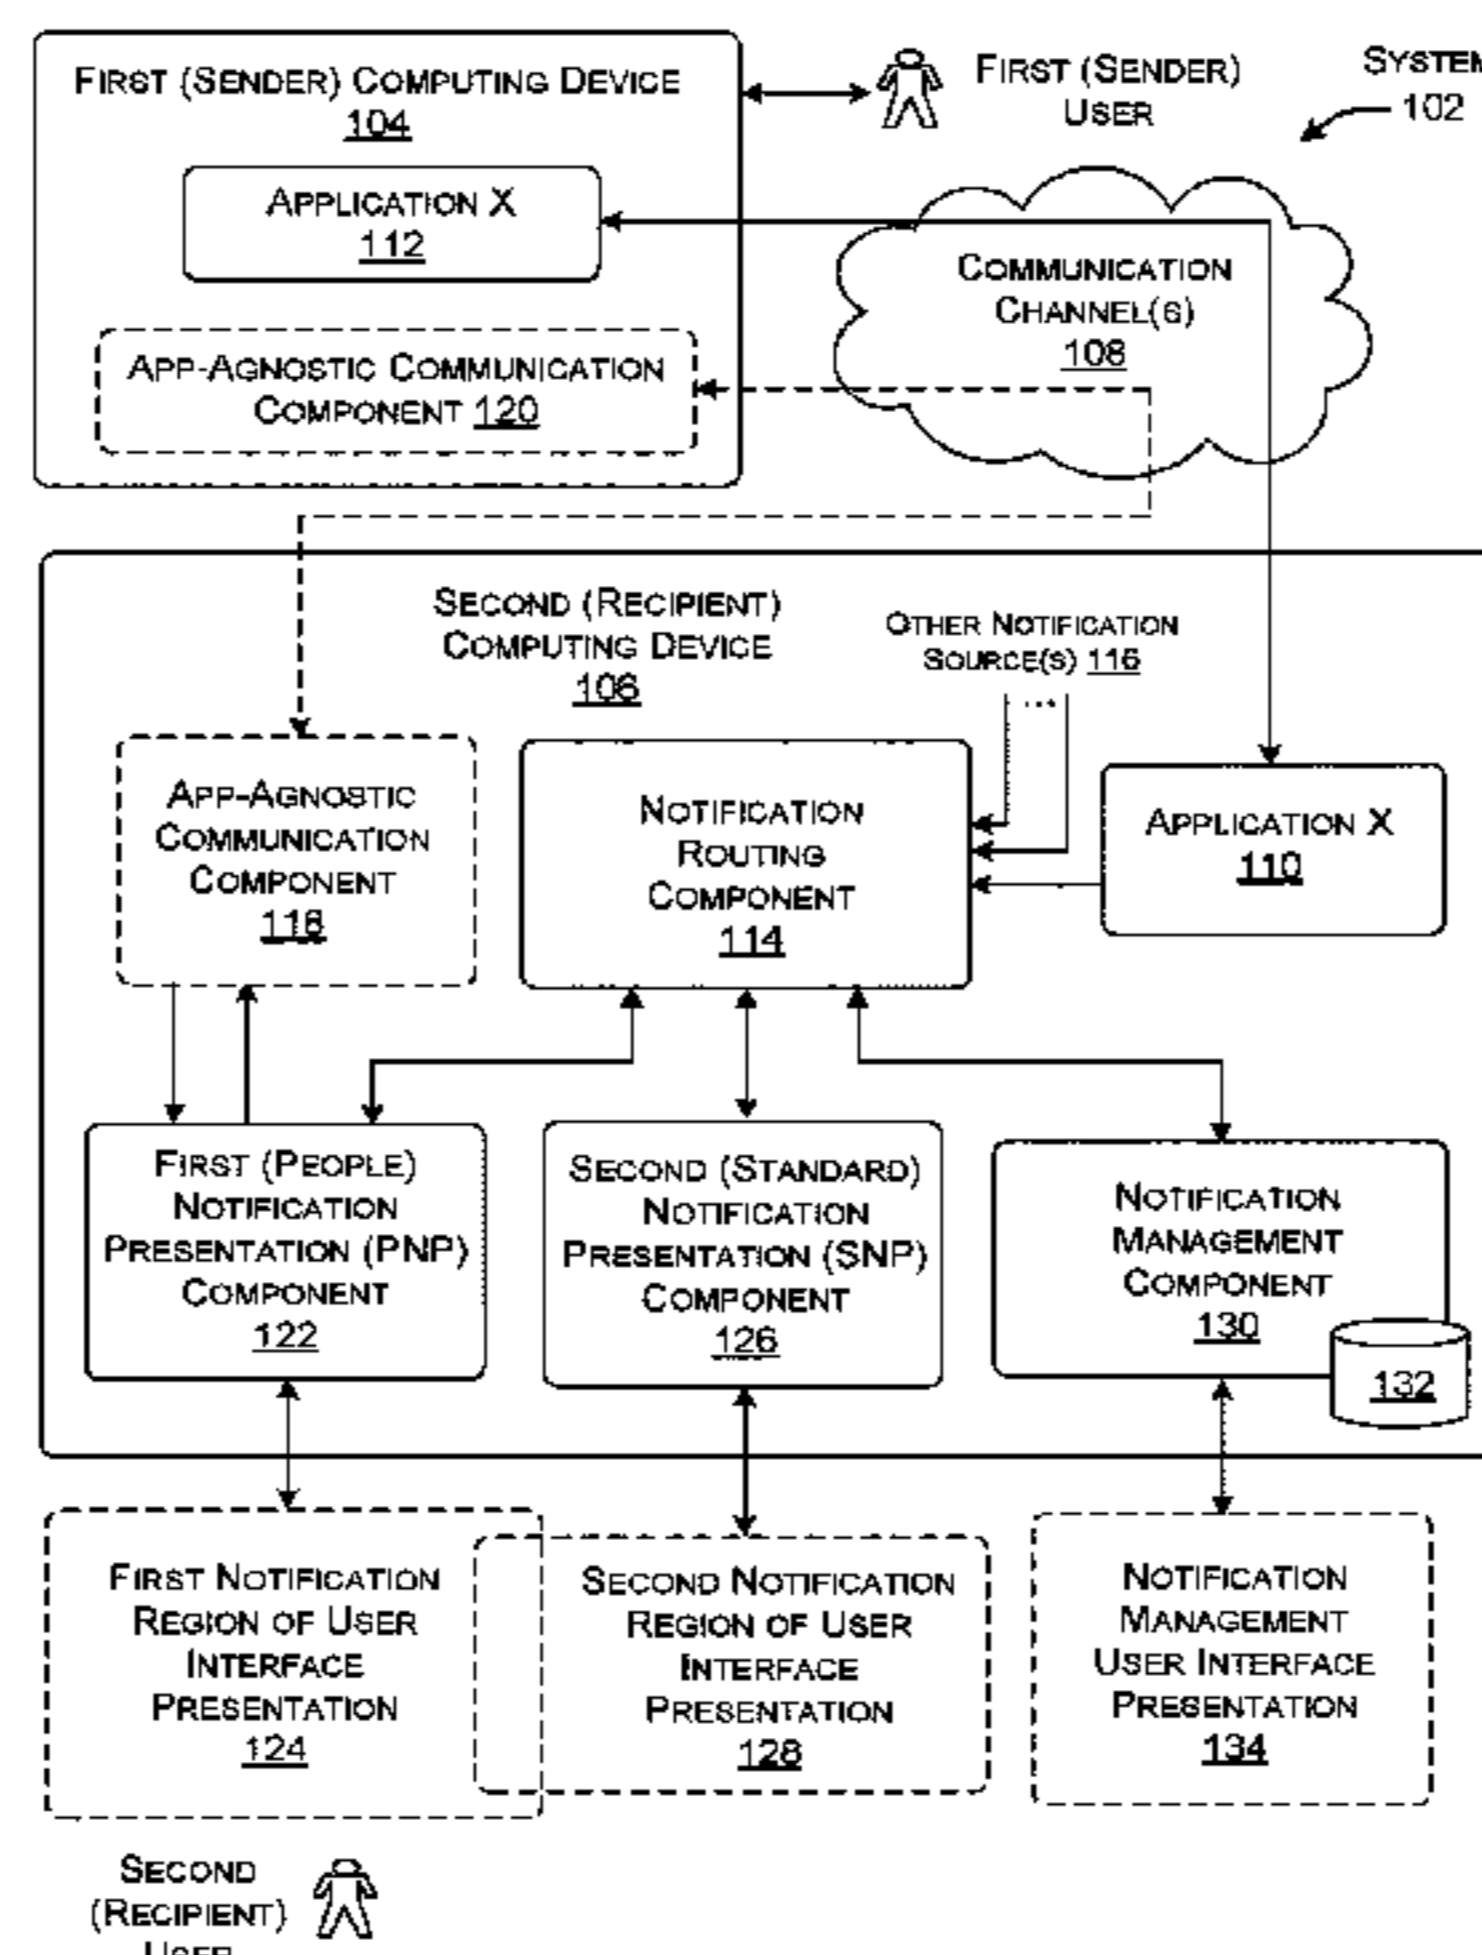 FIRST (SENDER) COMPUTING DEVICE
104
FIRST (SENDER)
USER
SYSTEM
102
APPLICATION X
112
COMMUNICATION
CHANNEL(S)
108
APP-AGNOSTIC COMMUNICATION
COMPONENT 120
SECOND (RECIPIENT)
COMPUTING DEVICE
106
OTHER NOTIFICATION
SOURCE(S) 116
...
APP-AGNOSTIC
COMMUNICATION
COMPONENT
118
NOTIFICATION
ROUTING
COMPONENT
114
APPLICATION X
110
FIRST (PEOPLE)
NOTIFICATION
PRESENTATION (PNP)
COMPONENT
122
SECOND (STANDARD)
NOTIFICATION
PRESENTATION (SNP)
COMPONENT
126
NOTIFICATION
MANAGEMENT
COMPONENT
130
132
FIRST NOTIFICATION
REGION OF USER
INTERFACE
PRESENTATION
124
SECOND NOTIFICATION
REGION OF USER
INTERFACE
PRESENTATION
128
NOTIFICATION
MANAGEMENT
USER INTERFACE
PRESENTATION
134
SECOND
(RECIPIENT)
USER